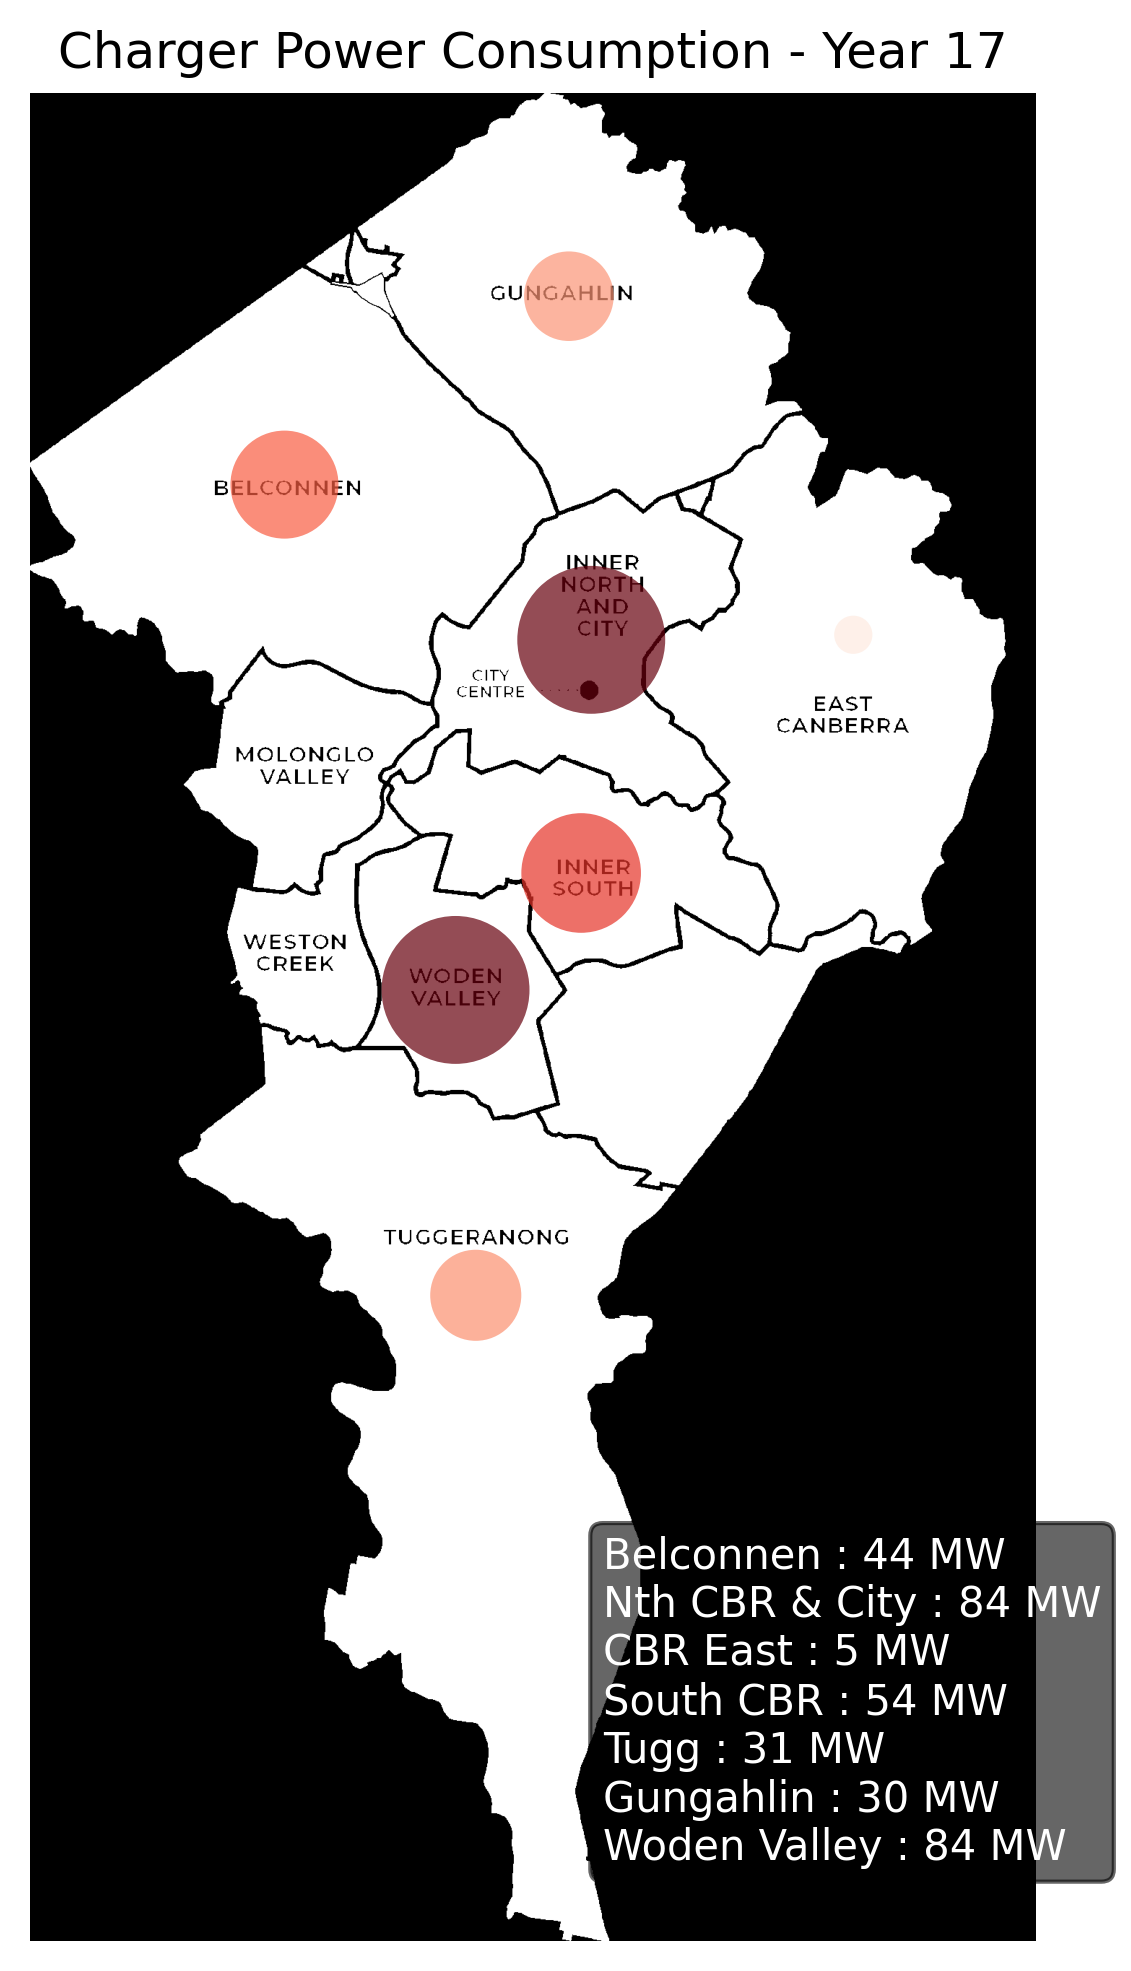 Charger Power Consumption - Year 17
GUNGAHLIN
BELCONNEN
INNER
NORTH
AND
CITY
CITY
CENTRE
EAST
CANBERRA
MOLONGLO
VALLEY
INNER
SOUTH
WESTON
CREEK
WODEN
VALLEY
TUGGERANONG
Belconnen : 44 MW
Nth CBR & City : 84 MW
CBR East : 5 MW
South CBR : 54 MW
Tugg : 31 MW
Gungahlin : 30 MW
Woden Valley : 84 MW